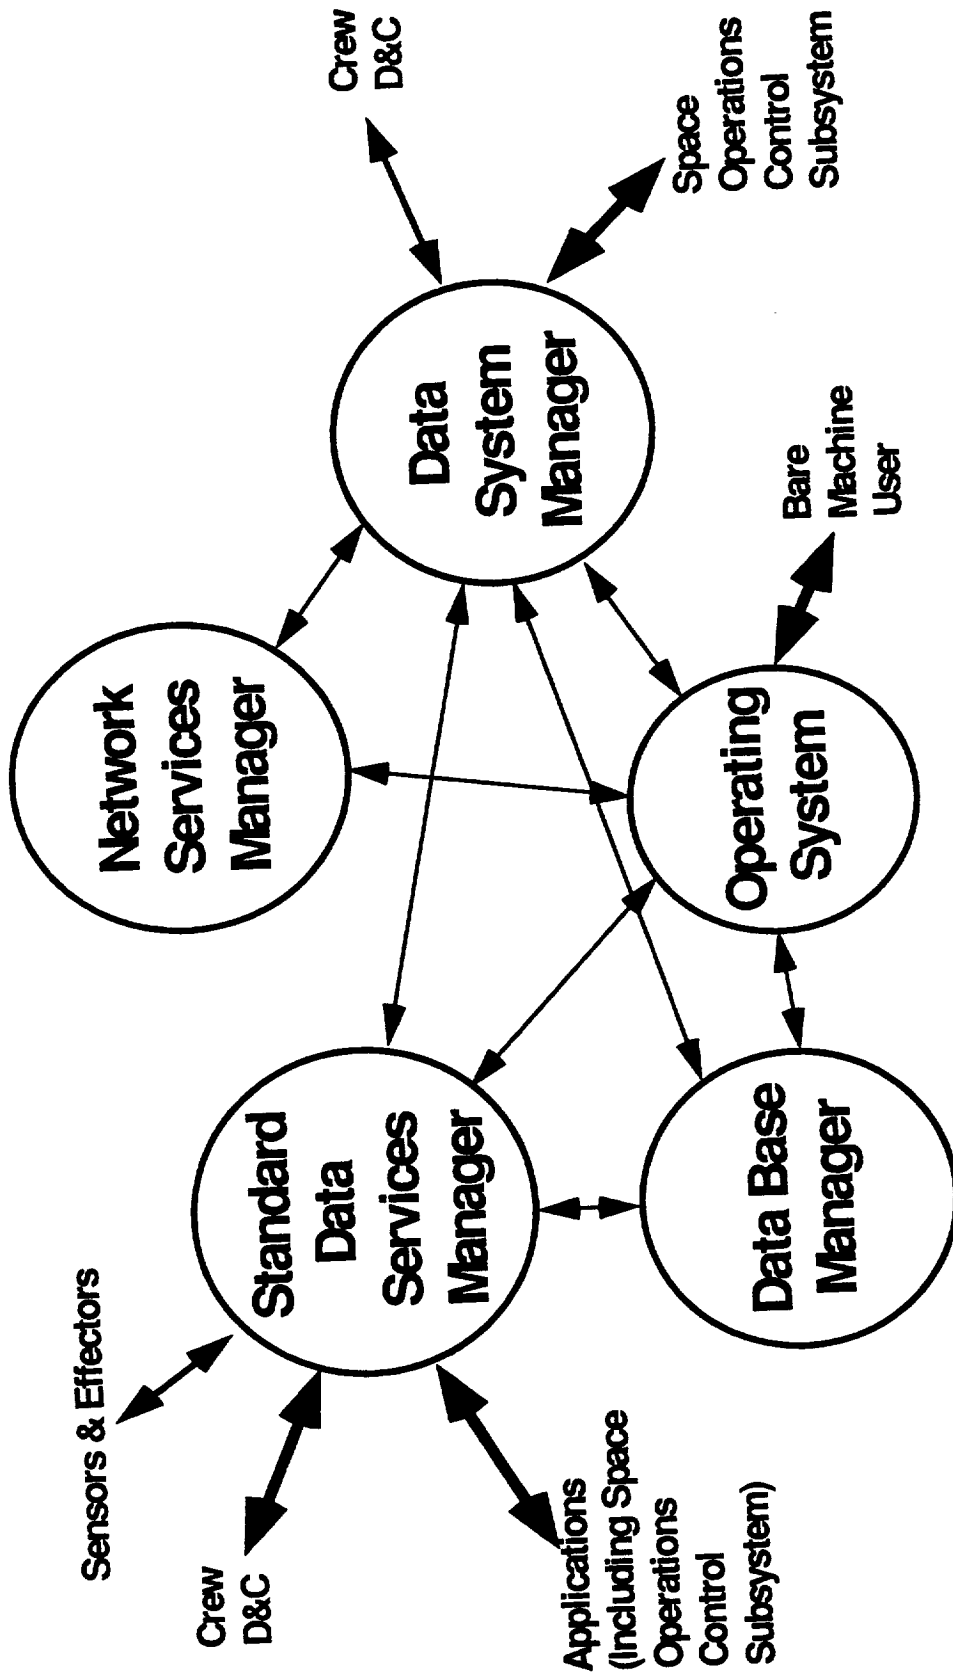 Sensors & Effectors
Crew
D&C
Applications
(Including Space
Operations
Control
Subsystem)
Standard
Data
Services
Manager
Data Base
Manager
Network
Services
Manager
Operating
System
Bare
Machine
User
Data
System
Manager
Crew
D&C
Space
Operations
Control
Subsystem